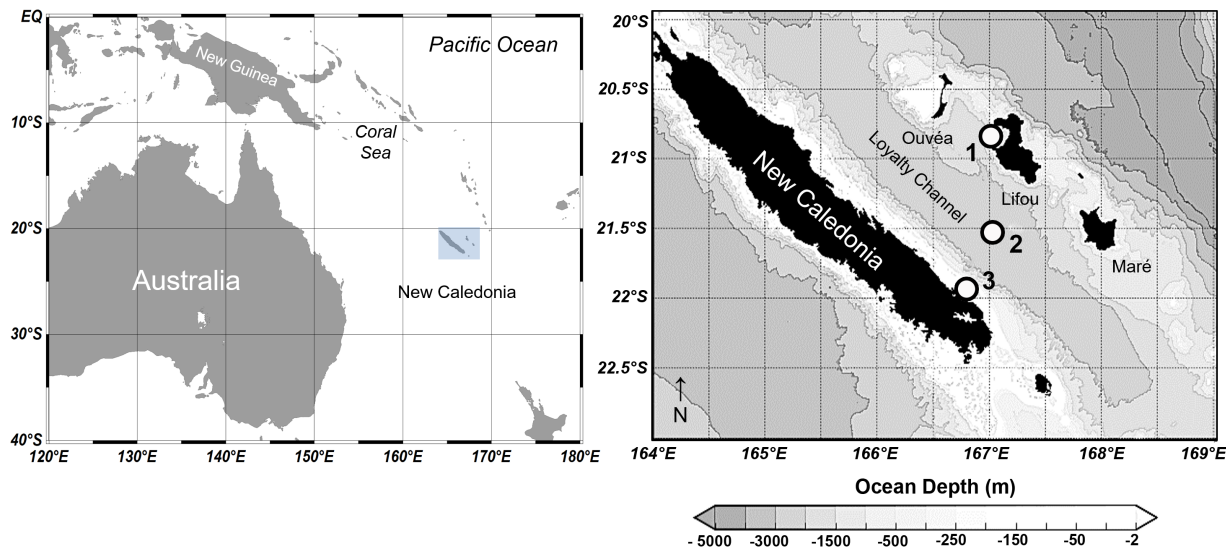 EQ
10°S
20°S
30°S
40°S
120°E
130°E
140°E
150°E
160°E
170°E
180°E
Pacific Ocean
New Guinea
Coral
Sea
Australia
New Caledonia
20°S
20.5°S
21°S
21.5°S
22°S
22.5°S
164°E
165°E
166°E
167°E
168°E
169°E
Ouvéa
1
Loyalty Channel
Lifou
New Caledonia
2
Maré
3
N
Ocean Depth (m)
- 5000
-3000
-1500
-500
-250
-150
-50
-2